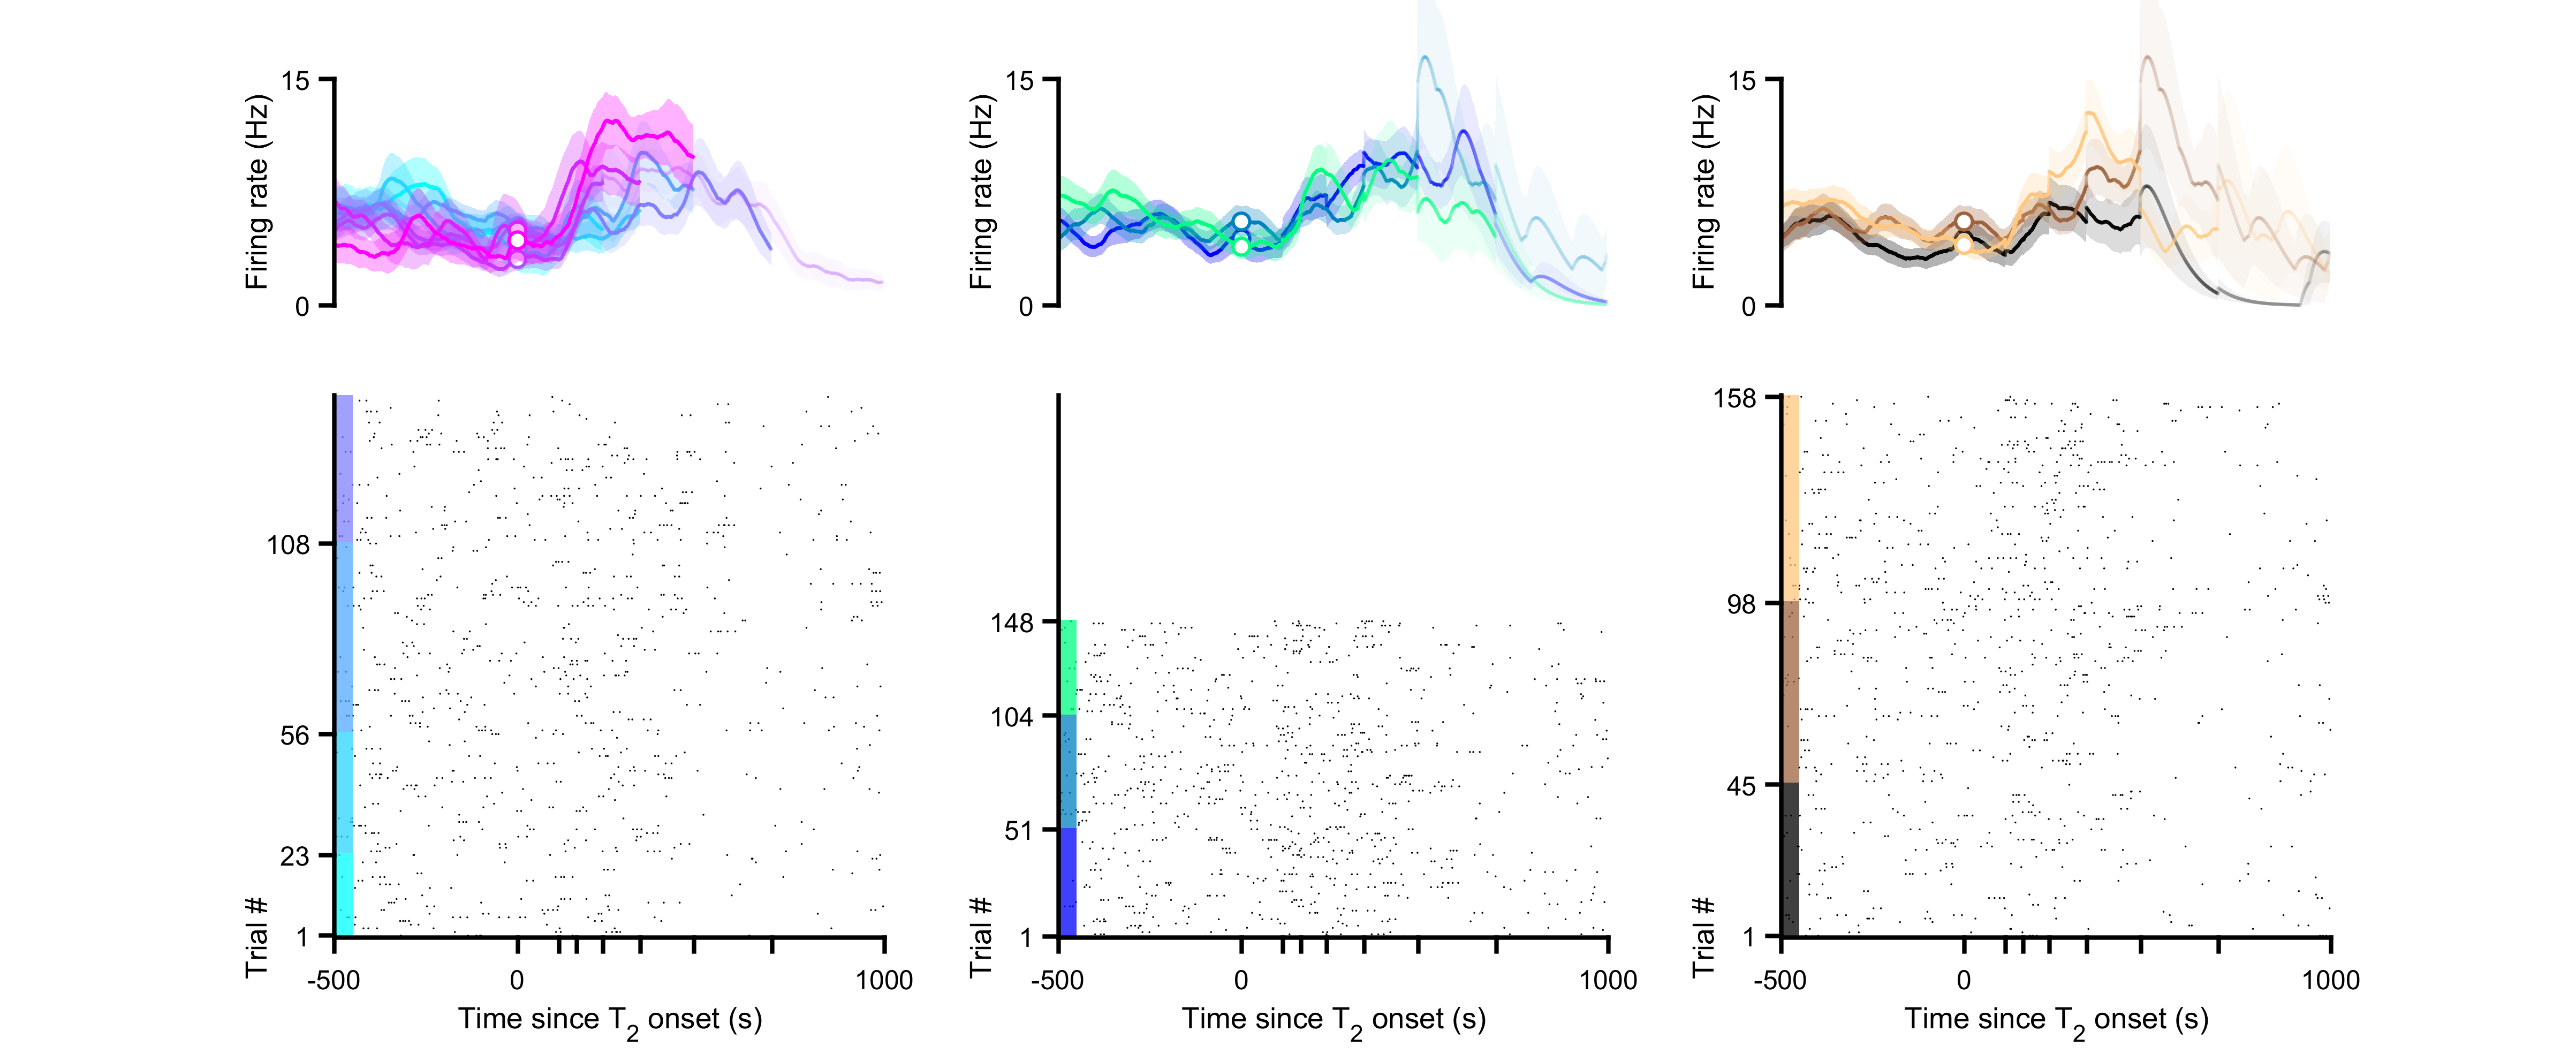 15
Firing rate (Hz)
0
15
Firing rate (Hz)
0
15
Firing rate (Hz)
0
108
56
23
1
Trial #
-500 0 1000
Time since T2 onset (s)
148
104
51
1
Trial #
-500 0 1000
Time since T2 onset (s)
158
98
45
1
Trial #
-500 0 1000
Time since T2 onset (s)